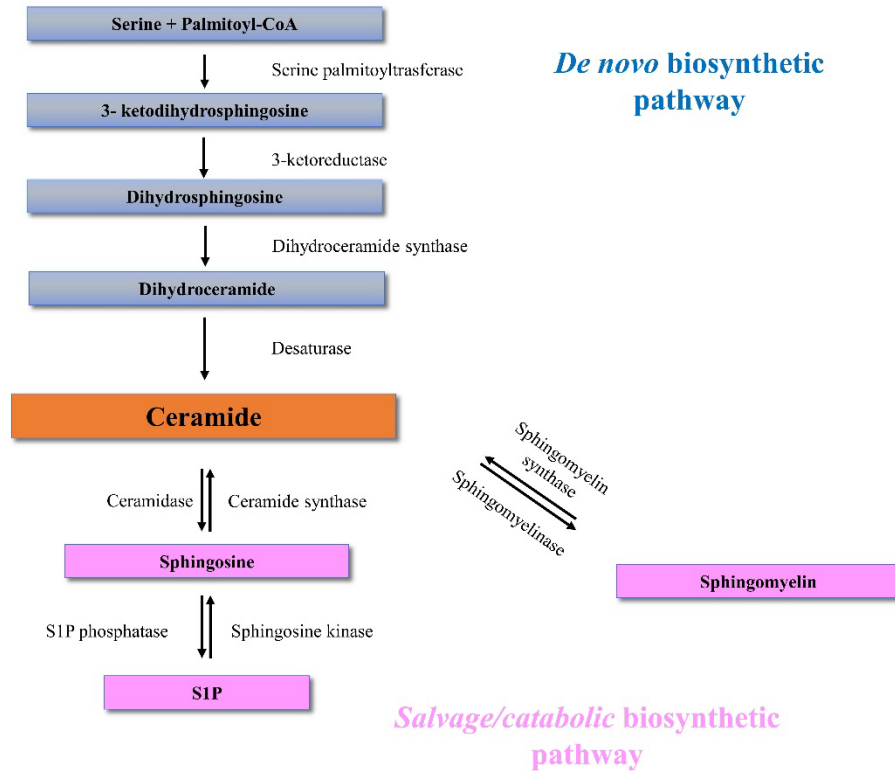 Serine + Palmitoyl-CoA
Serine palmitoyltrasferase
De novo biosynthetic
pathway
3- ketodihydrosphingosine
3-ketoreductase
Dihydrosphingosine
Dihydroceramide synthase
Dihydroceramide
Desaturase
Ceramide
Sphingomyelin
synthase
Sphingomyelinase
Ceramidase
Ceramide synthase
Sphingosine
Sphingomyelin
S1P phosphatase
Sphingosine kinase
S1P
Salvage/catabolic biosynthetic
pathway